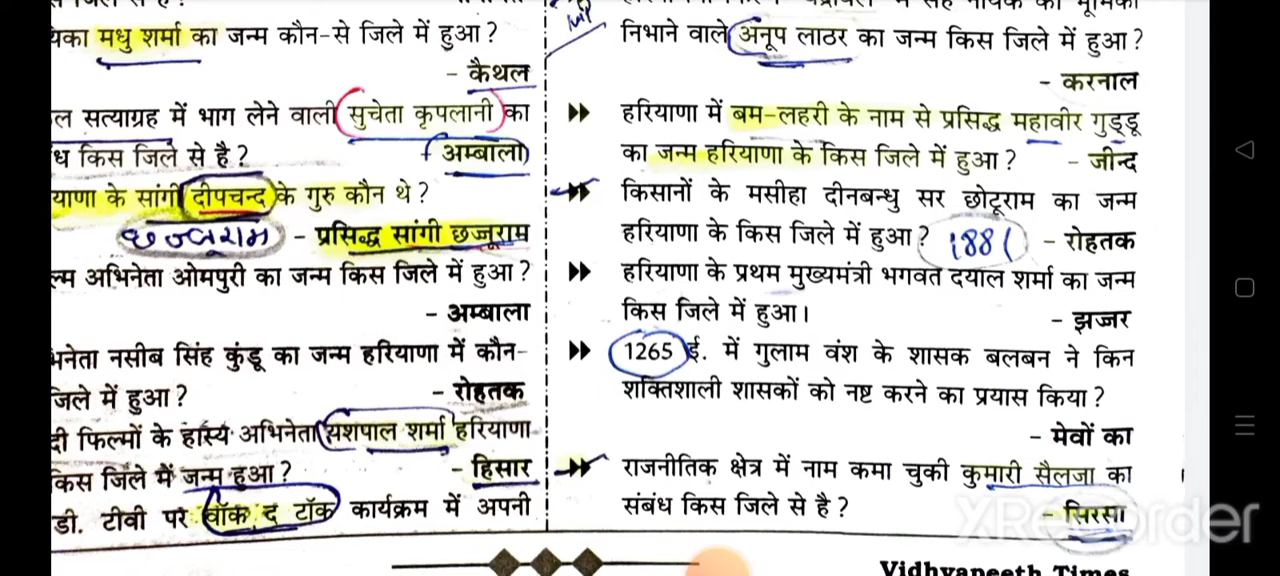 यका मधु शर्मा का जन्म कौन-से जिले में हुआ?
- कैथल
ल सत्याग्रह में भाग लेने वाली सुचेता कृपलानी का
ध किस जिले से है? - अम्बाला
याणा के सांगी दीपचन्द के गुरु कौन थे?
छज्जूराम - प्रसिद्ध सांगी छज्जूराम
ल्म अभिनेता ओमपुरी का जन्म किस जिले में हुआ?
- अम्बाला
भनेता नसीब सिंह कुंडू का जन्म हरियाणा में कौन-
जिले में हुआ? - रोहतक
दी फिल्मों के हास्य अभिनेता यशपाल शर्मा हरियाणा
किस जिले में जन्म हुआ? - हिसार
डी. टीवी पर वॉक द टॉक कार्यक्रम में अपनी
निभाने वाले अनूप लाठर का जन्म किस जिले में हुआ?
- करनाल
हरियाणा में बम-लहरी के नाम से प्रसिद्ध महावीर गुड्डू
का जन्म हरियाणा के किस जिले में हुआ? - जीन्द
किसानों के मसीहा दीनबन्धु सर छोटूराम का जन्म
हरियाणा के किस जिले में हुआ? 1881 - रोहतक
हरियाणा के प्रथम मुख्यमंत्री भगवत दयाल शर्मा का जन्म
किस जिले में हुआ। - झज्जर
1265 ई. में गुलाम वंश के शासक बलबन ने किन
शक्तिशाली शासकों को नष्ट करने का प्रयास किया?
- मेवों का
राजनीतिक क्षेत्र में नाम कमा चुकी कुमारी सैलजा का
संबंध किस जिले से है? - सिरसा
XRecorder
Vidhyapeeth Times